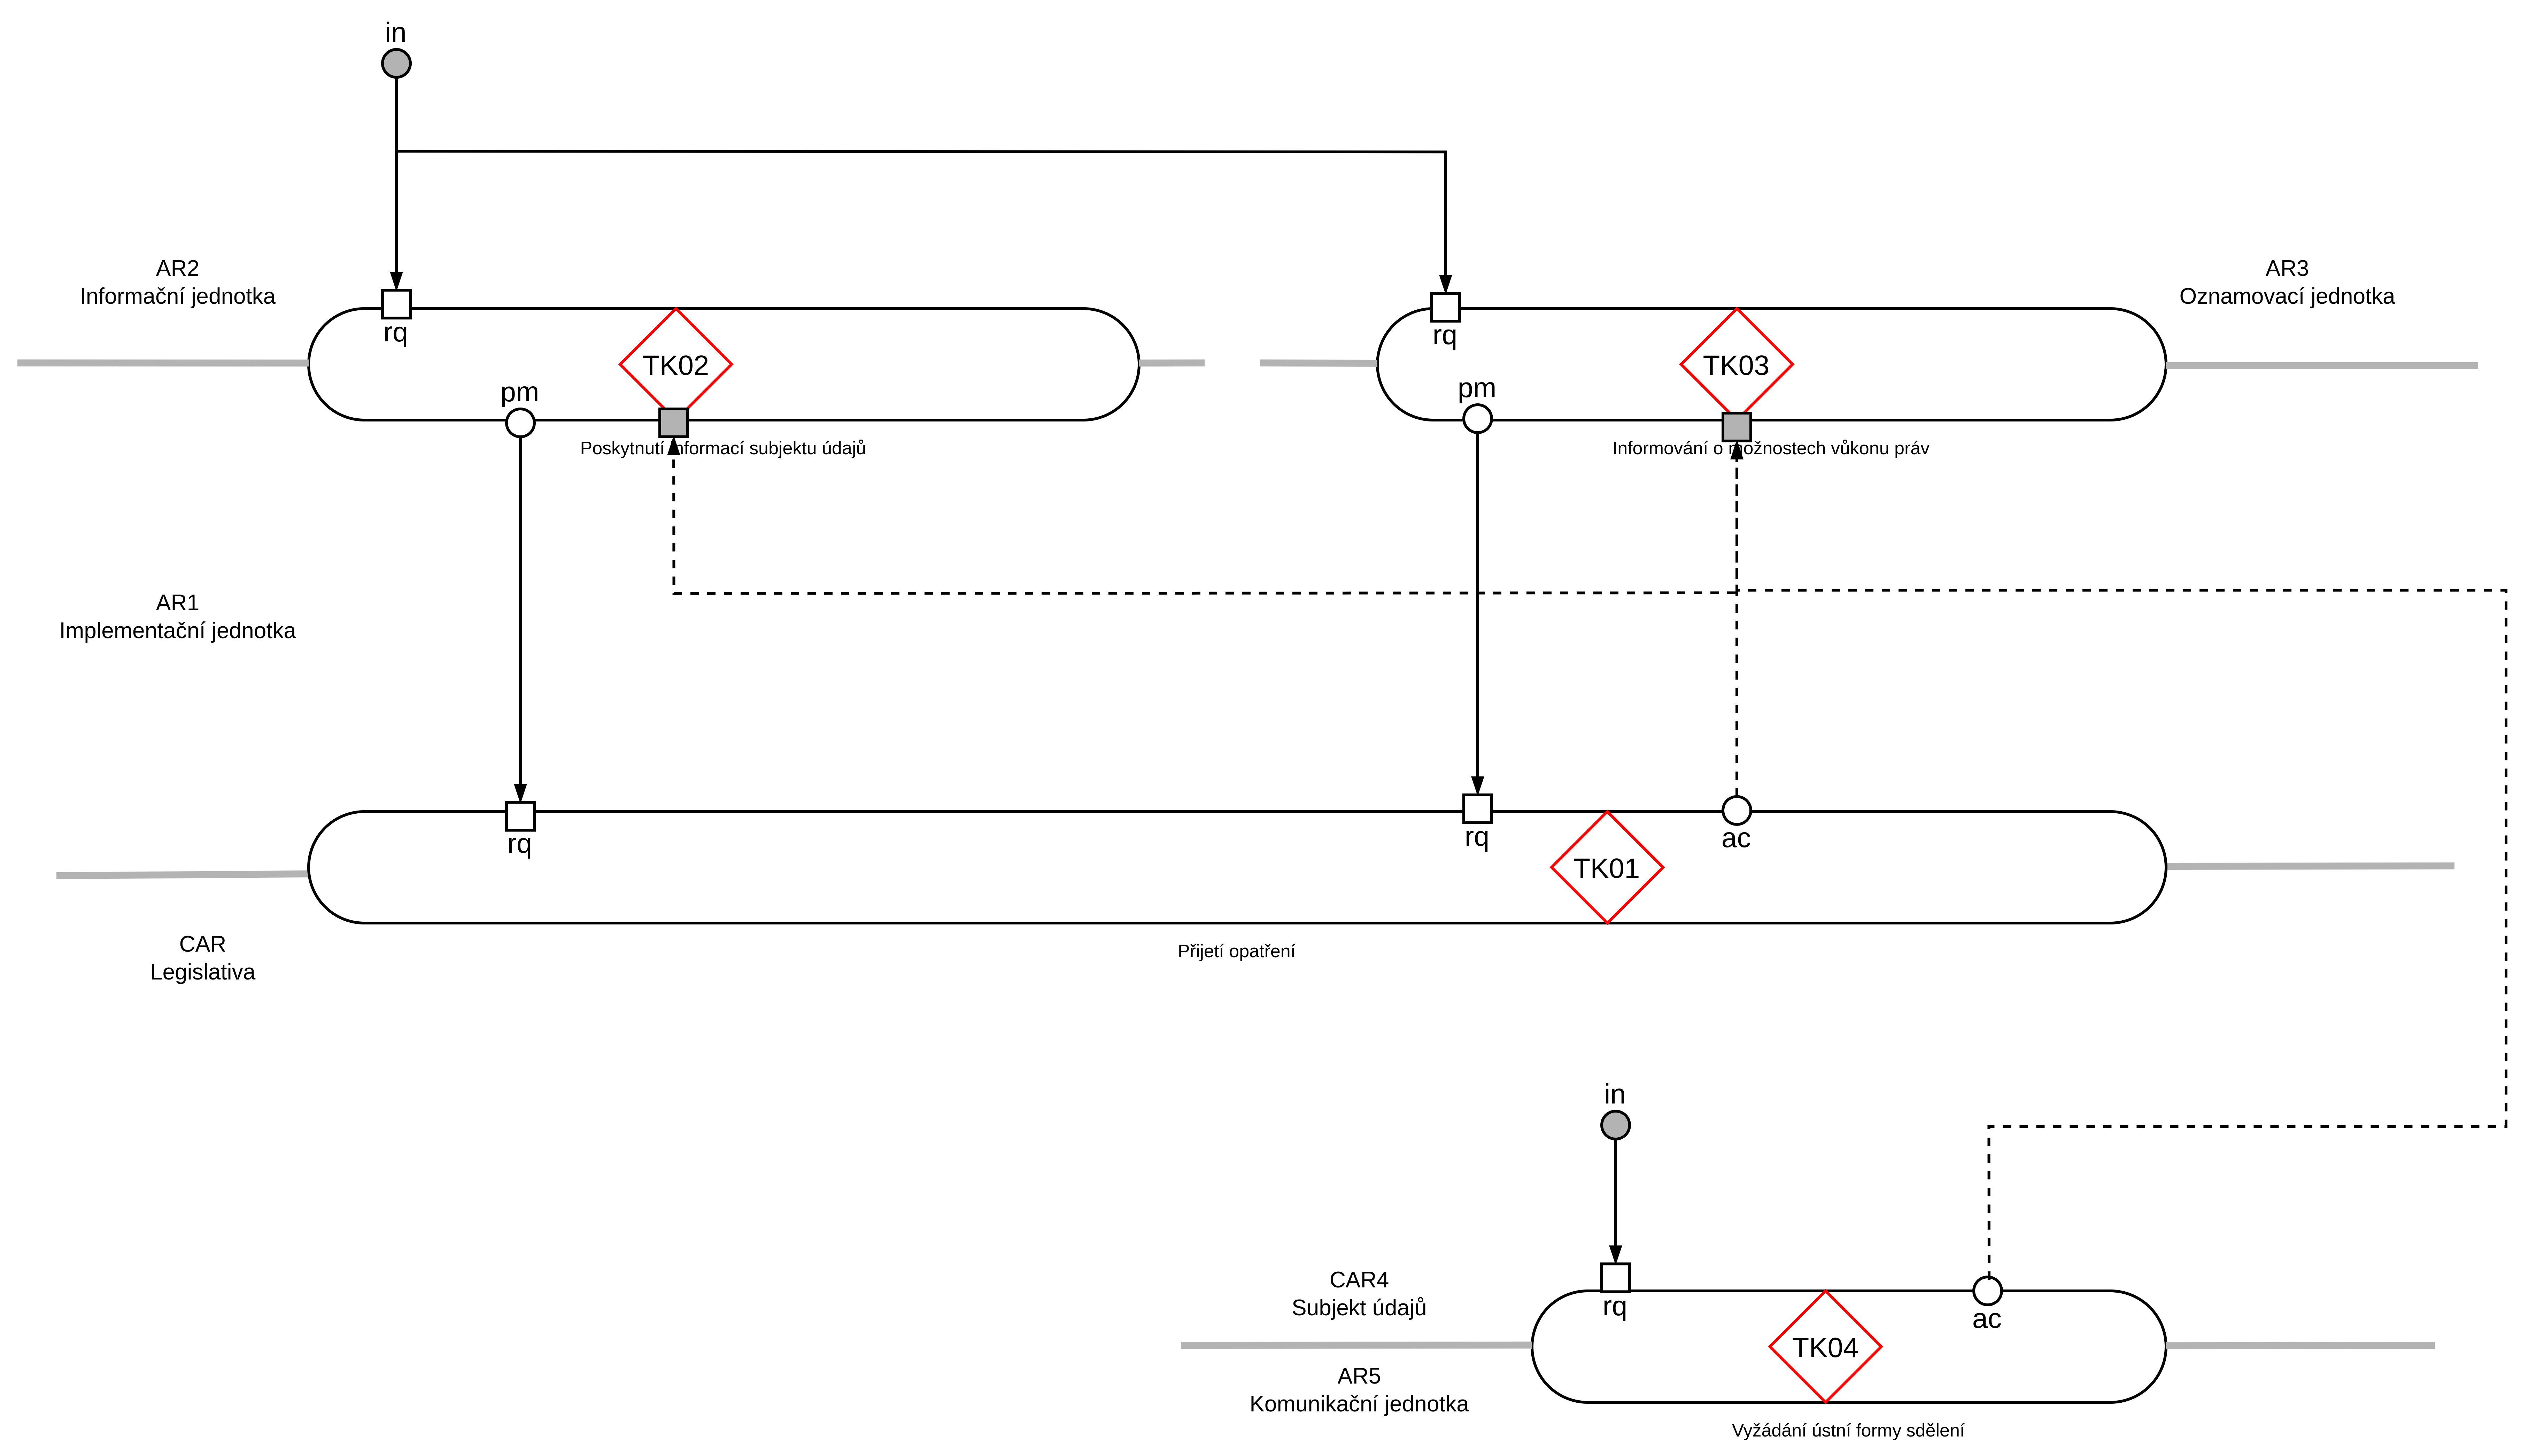 in
AR2
Informační jednotka
AR3
Oznamovací jednotka
rq
rq
TK02
TK03
pm
pm
Poskytnutí informací subjektu údajů
Informování o možnostech vůkonu práv
AR1
Implementační jednotka
rq
rq
ac
TK01
CAR
Legislativa
Přijetí opatření
in
CAR4
Subjekt údajů
rq
ac
TK04
AR5
Komunikační jednotka
Vyžádání ústní formy sdělení